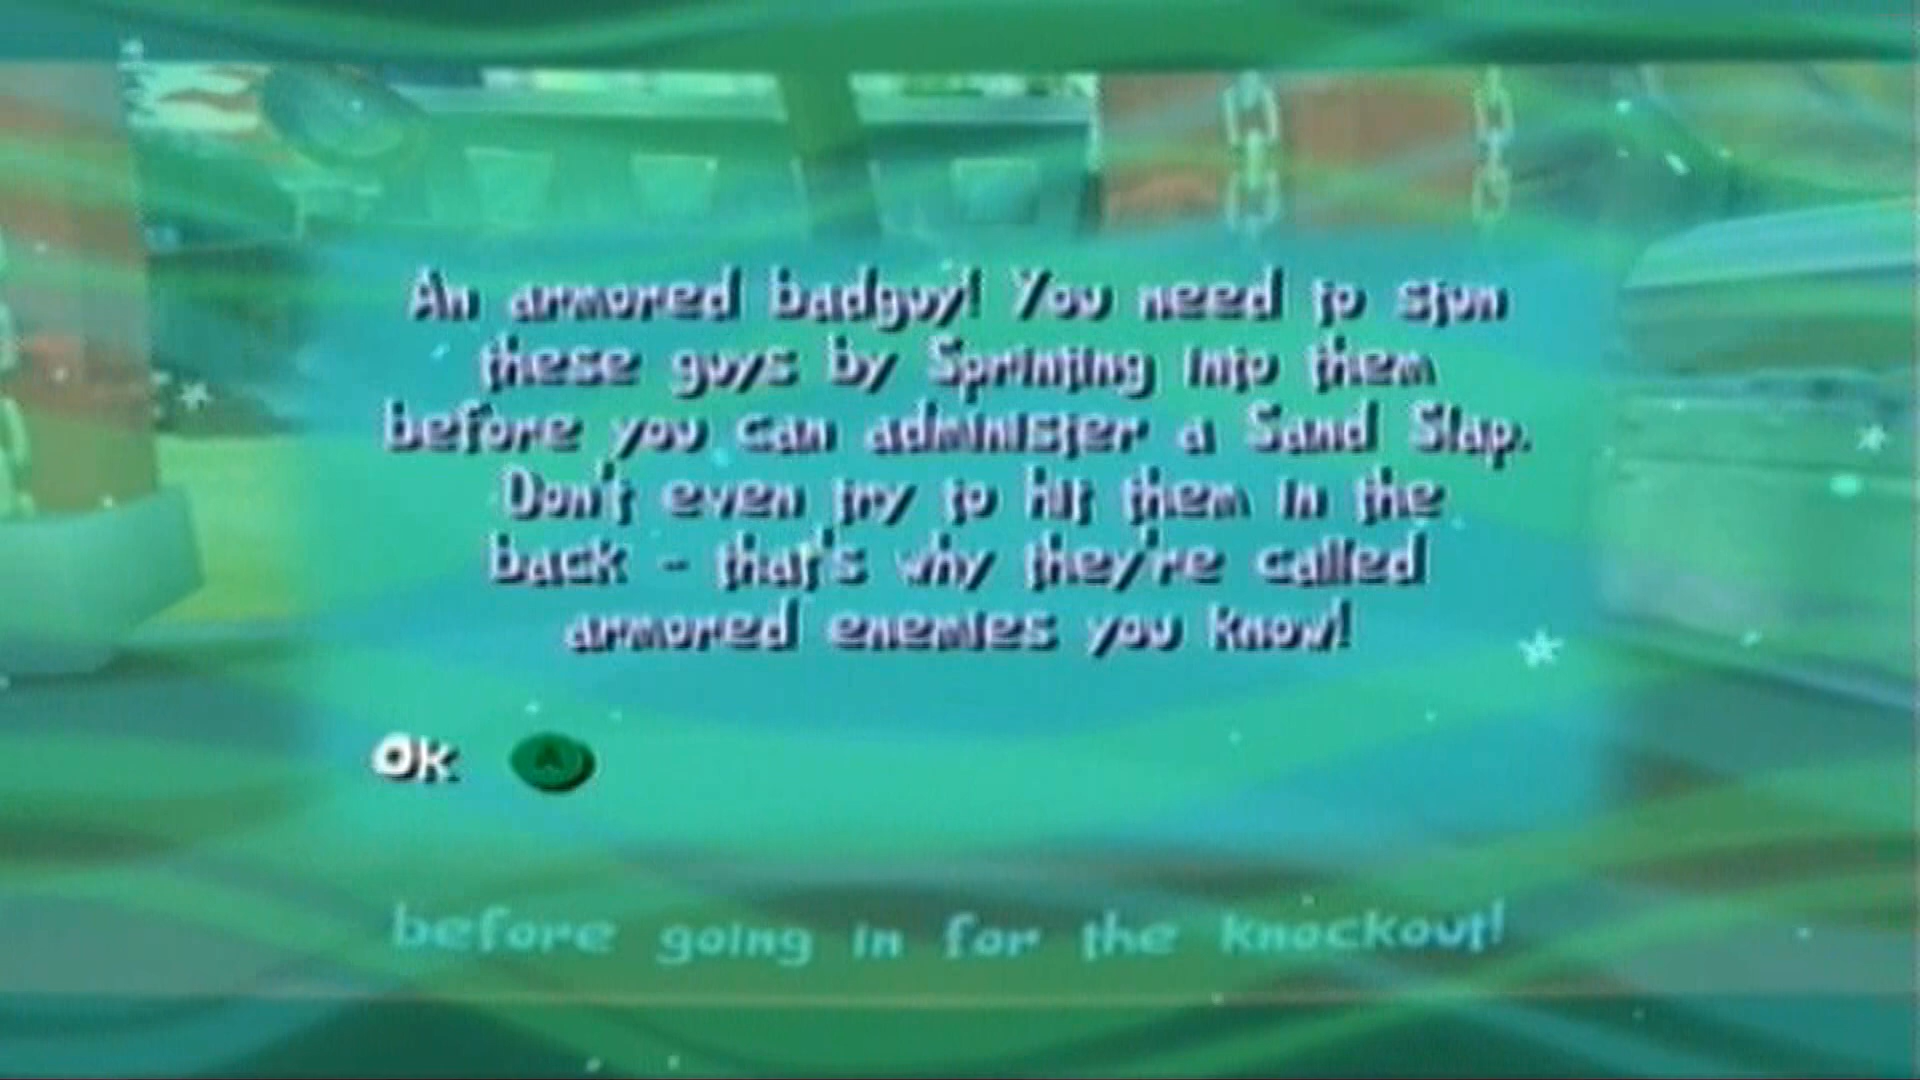 An armored badguy! You need to stun
these guys by Sprinting into them
before you can administer a Sand Slap.
Don't even try to hit them in the
back - that's why they're called
armored enemies you know!
Ok A
before going in for the knockout!